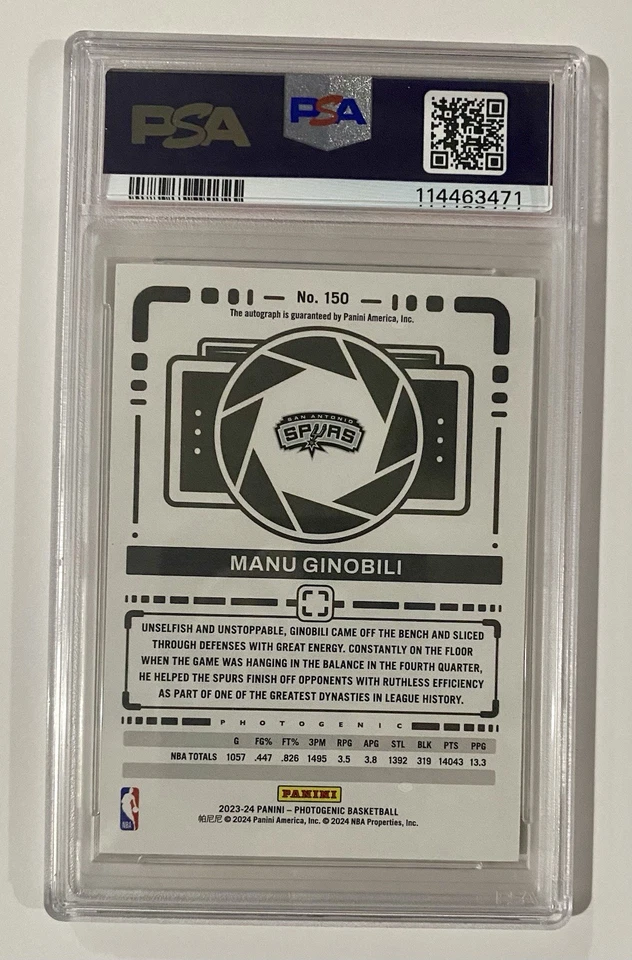 PSA PSA
114463471
No. 150
The autograph is guaranteed by Panini America, Inc.
SAN ANTONIO
SPURS
MANU GINOBILI
UNSELFISH AND UNSTOPPABLE, GINOBILI CAME OFF THE BENCH AND SLICED
THROUGH DEFENSES WITH GREAT ENERGY. CONSTANTLY ON THE FLOOR
WHEN THE GAME WAS HANGING IN THE BALANCE IN THE FOURTH QUARTER,
HE HELPED THE SPURS FINISH OFF OPPONENTS WITH RUTHLESS EFFICIENCY
AS PART OF ONE OF THE GREATEST DYNASTIES IN LEAGUE HISTORY.
PHOTOGENIC
G FG% FT% 3PM RPG APG STL BLK PTS PPG
NBA TOTALS 1057 .447 .826 1495 3.5 3.8 1392 319 14043 13.3
PANINI
2023-24 PANINI – PHOTOGENIC BASKETBALL
帕尼尼 © 2024 Panini America, Inc. © 2024 NBA Properties, Inc.
NBA
PSA